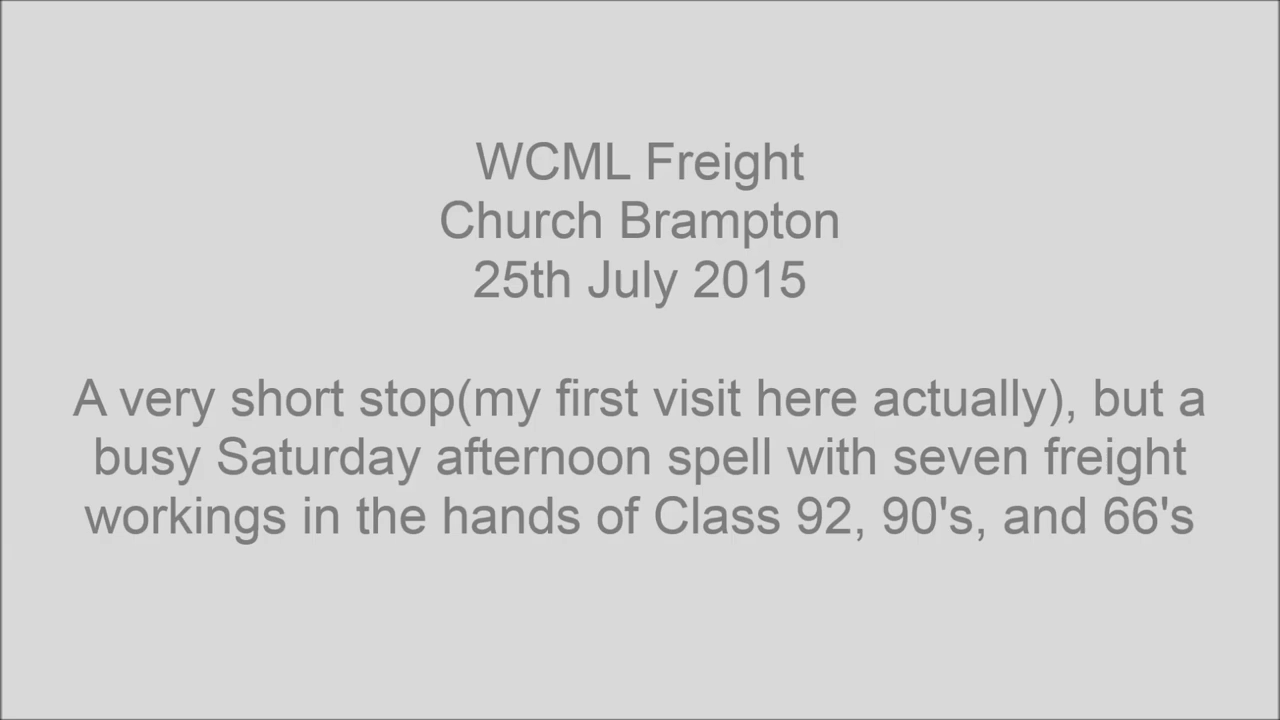 WCML Freight
Church Brampton
25th July 2015
A very short stop(my first visit here actually), but a
busy Saturday afternoon spell with seven freight
workings in the hands of Class 92, 90's, and 66's